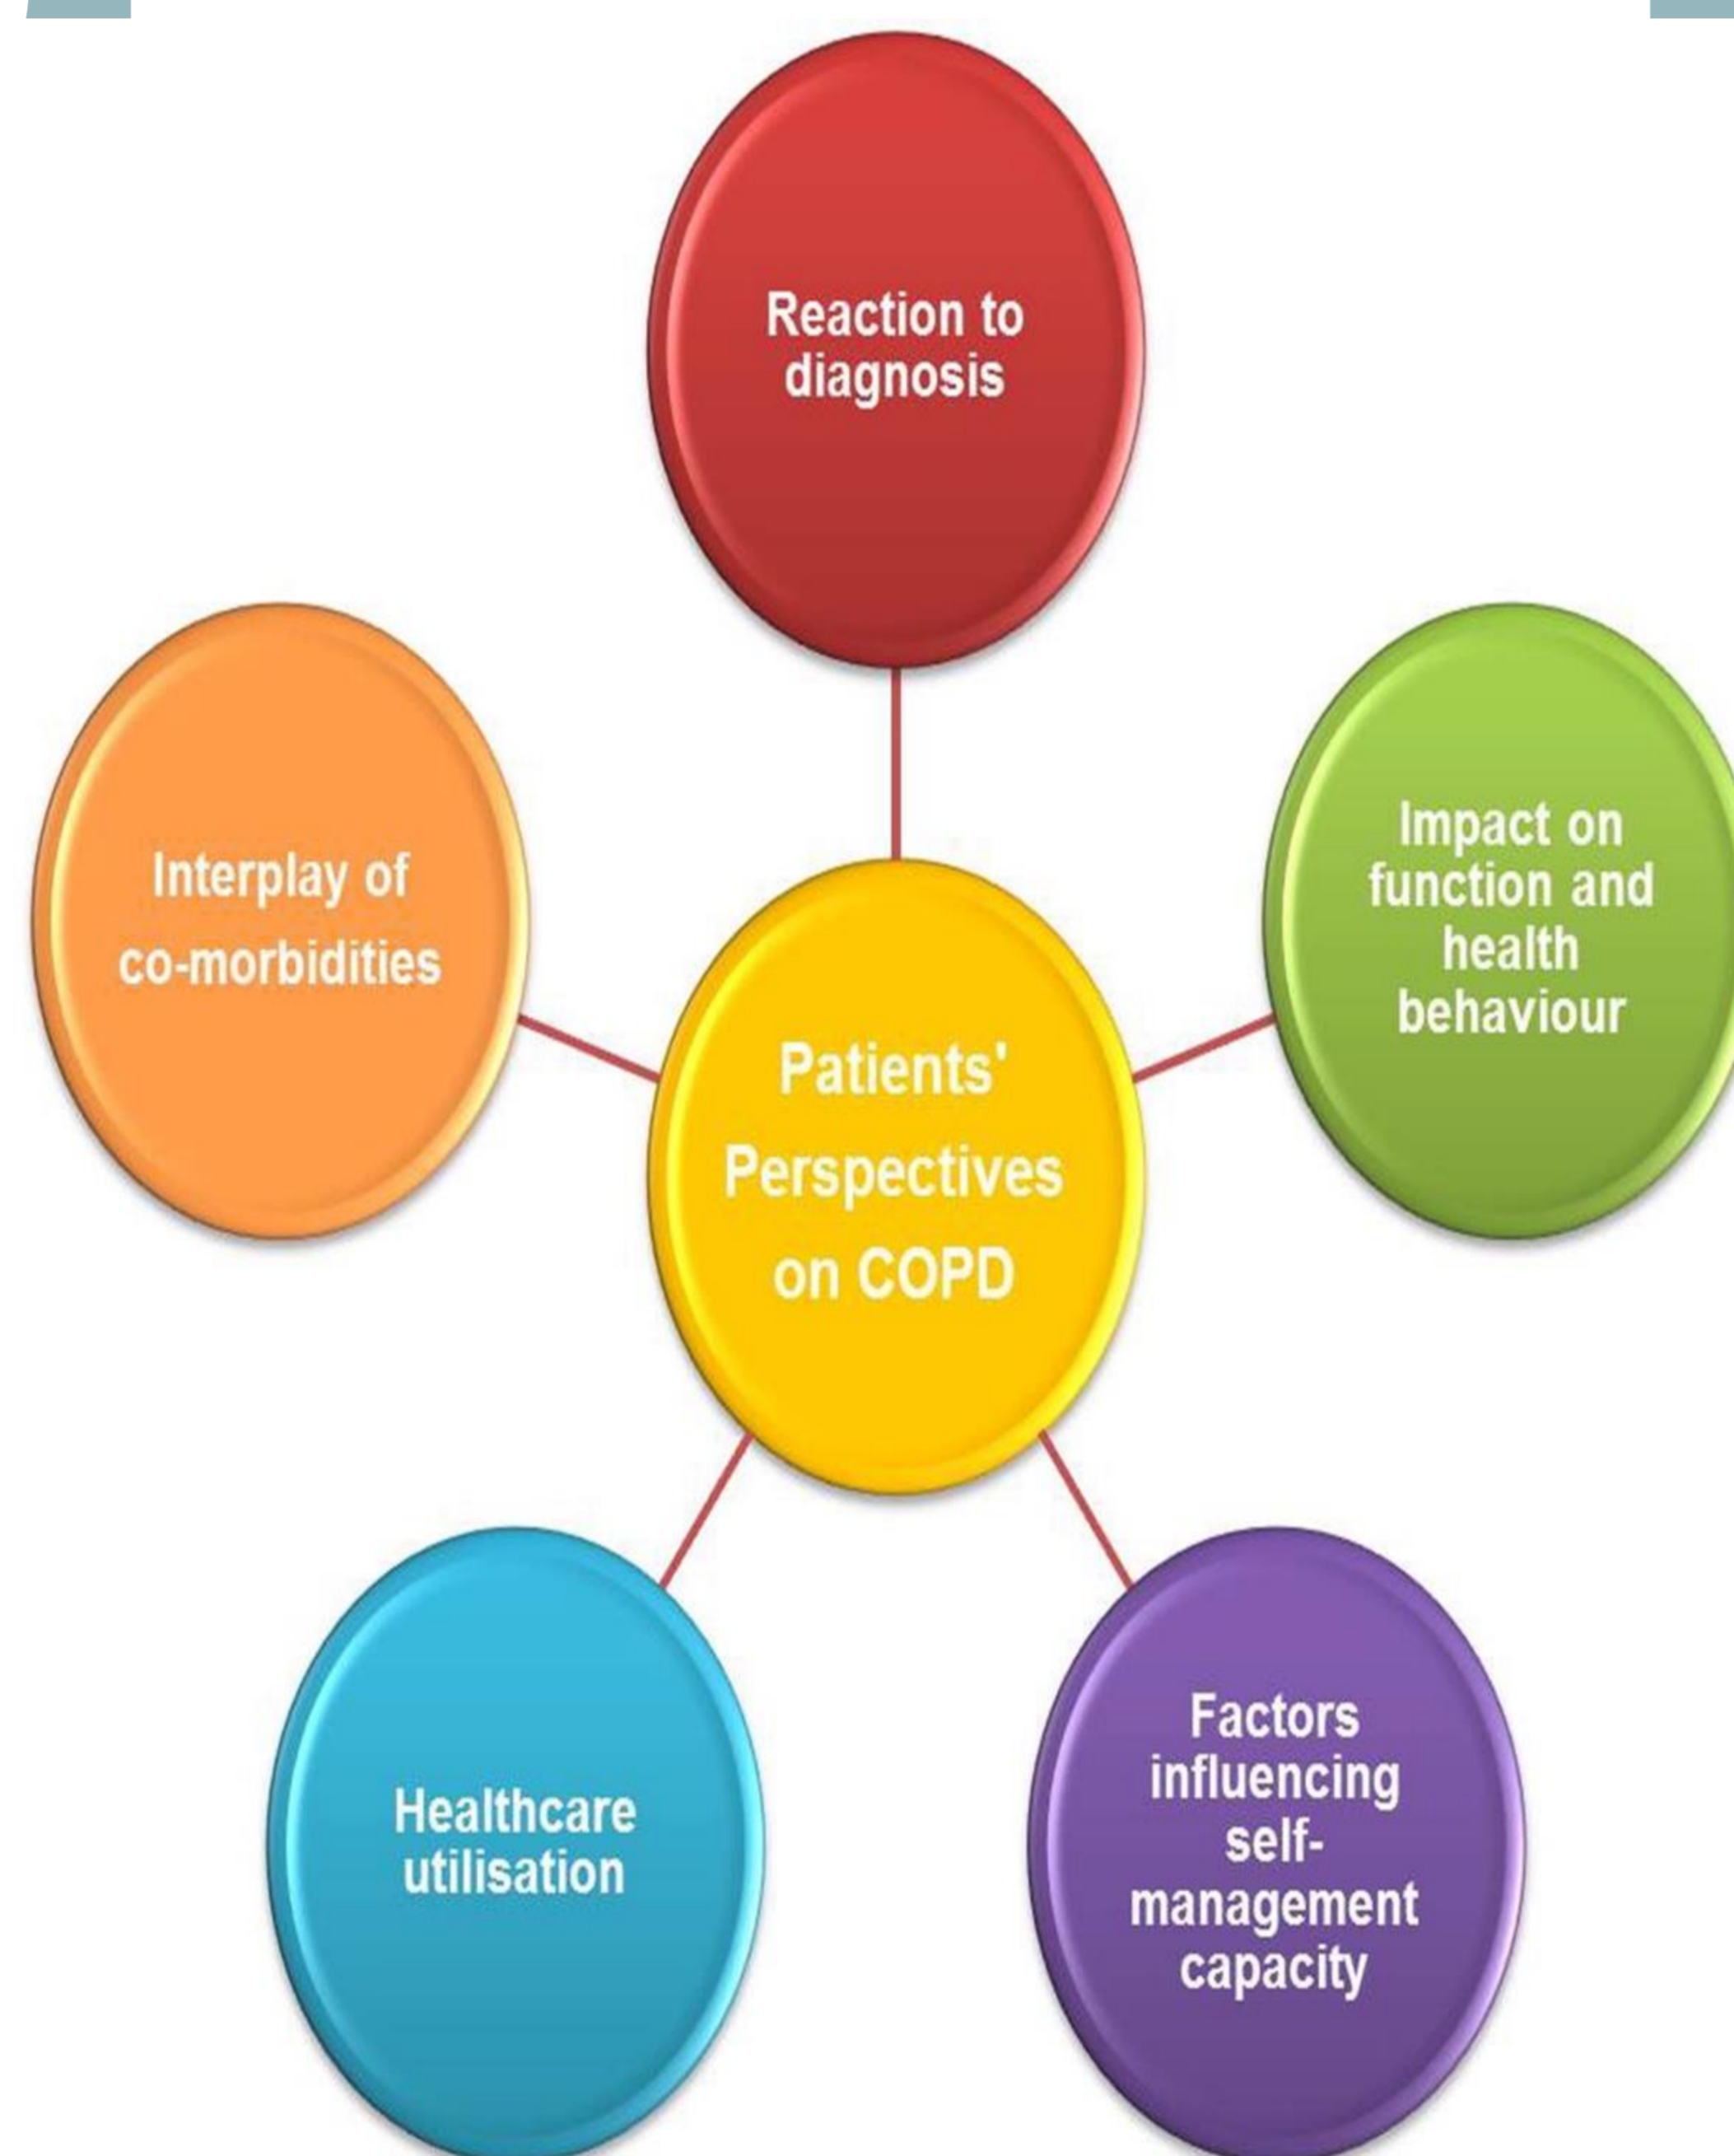 Reaction to
diagnosis
Interplay of
co-morbidities
Impact on
function and
health
behaviour
Patients'
Perspectives
on COPD
Healthcare
utilisation
Factors
influencing
self-
management
capacity